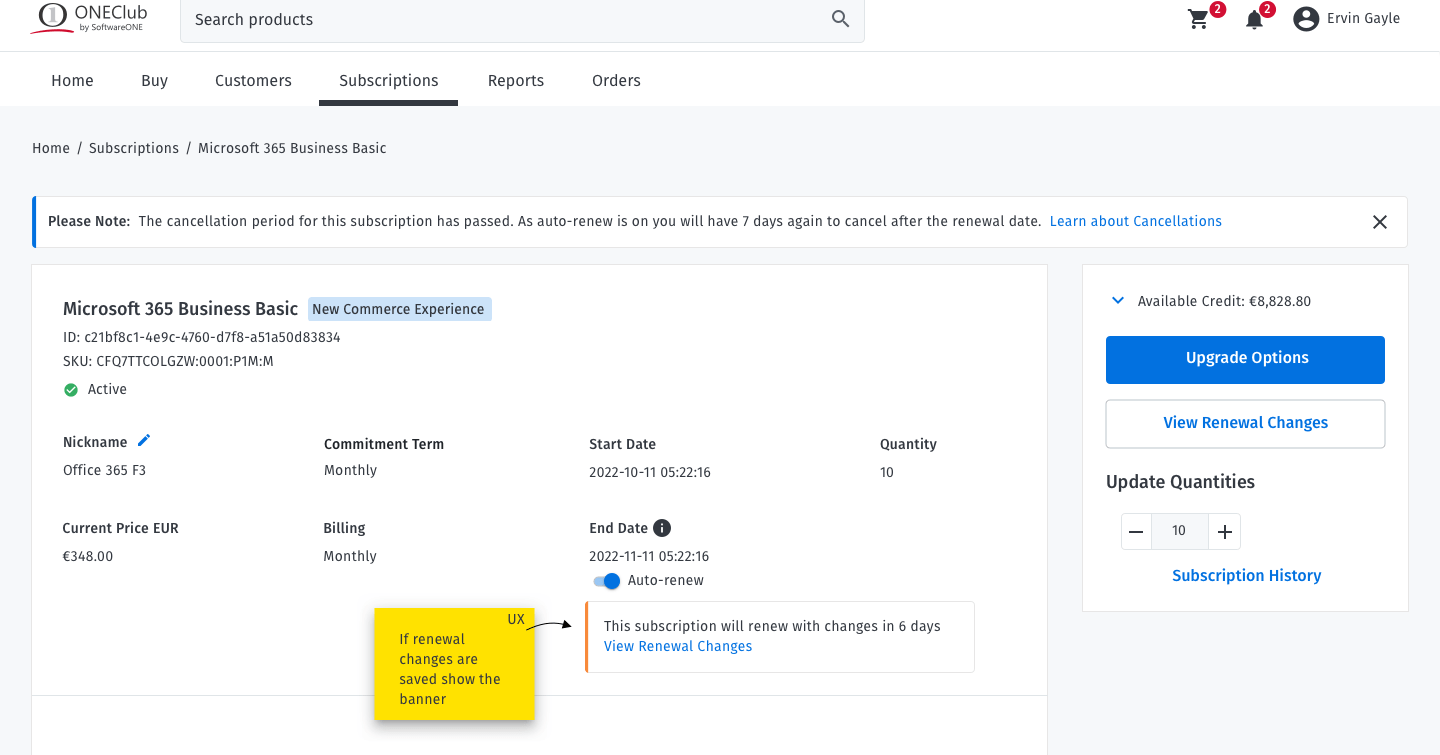 ONEClub
by SoftwareONE
Search products
2
2
Ervin Gayle
Home
Buy
Customers
Subscriptions
Reports
Orders
Home / Subscriptions / Microsoft 365 Business Basic
Please Note: The cancellation period for this subscription has passed. As auto-renew is on you will have 7 days again to cancel after the renewal date. Learn about Cancellations
Microsoft 365 Business Basic
New Commerce Experience
ID: c21bf8c1-4e9c-4760-d7f8-a51a50d83834
SKU: CFQ7TTCOLGZW:0001:P1M:M
Active
Nickname
Office 365 F3
Commitment Term
Monthly
Start Date
2022-10-11 05:22:16
Quantity
10
Current Price EUR
€348.00
Billing
Monthly
End Date
2022-11-11 05:22:16
Auto-renew
UX
If renewal
changes are
saved show the
banner
This subscription will renew with changes in 6 days
View Renewal Changes
Available Credit: €8,828.80
Upgrade Options
View Renewal Changes
Update Quantities
10
Subscription History